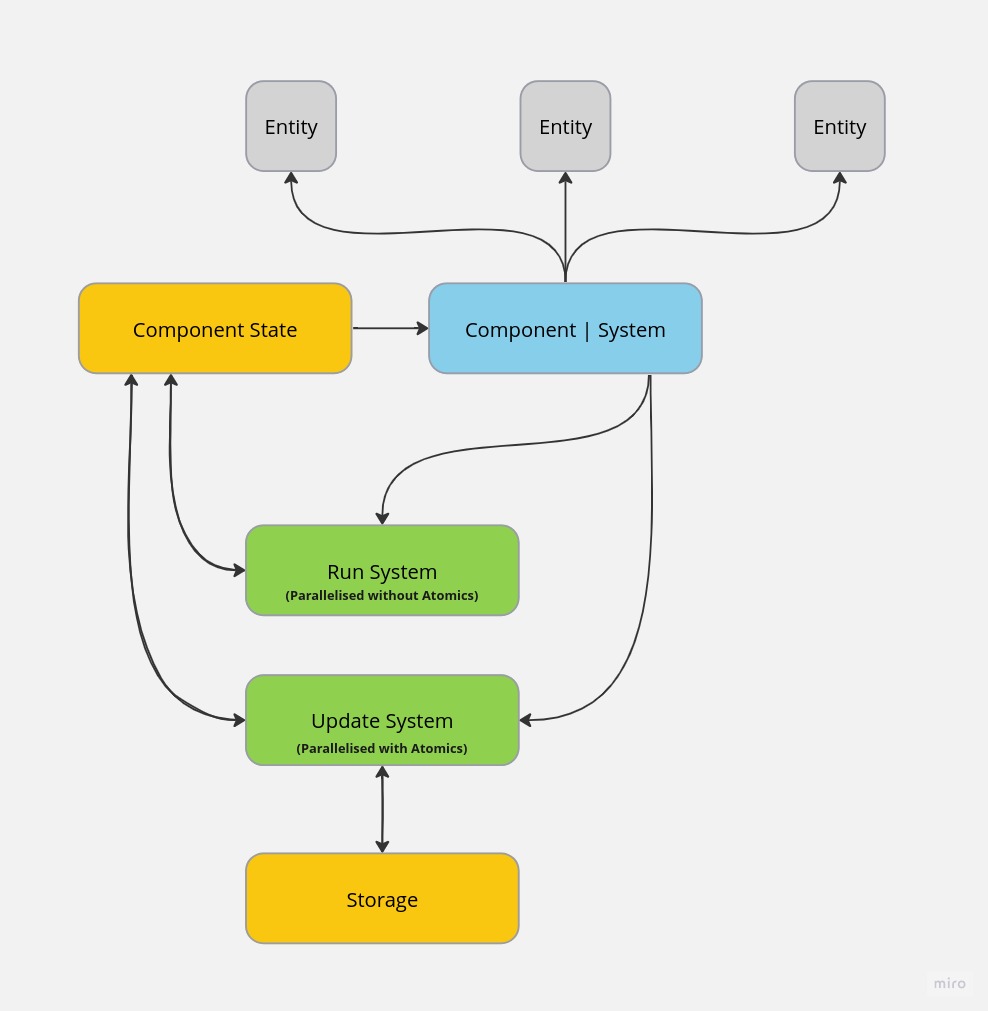 Entity
Entity
Entity
Component State
Component | System
Run System
(Parallelised without Atomics)
Update System
(Parallelised with Atomics)
Storage
miro